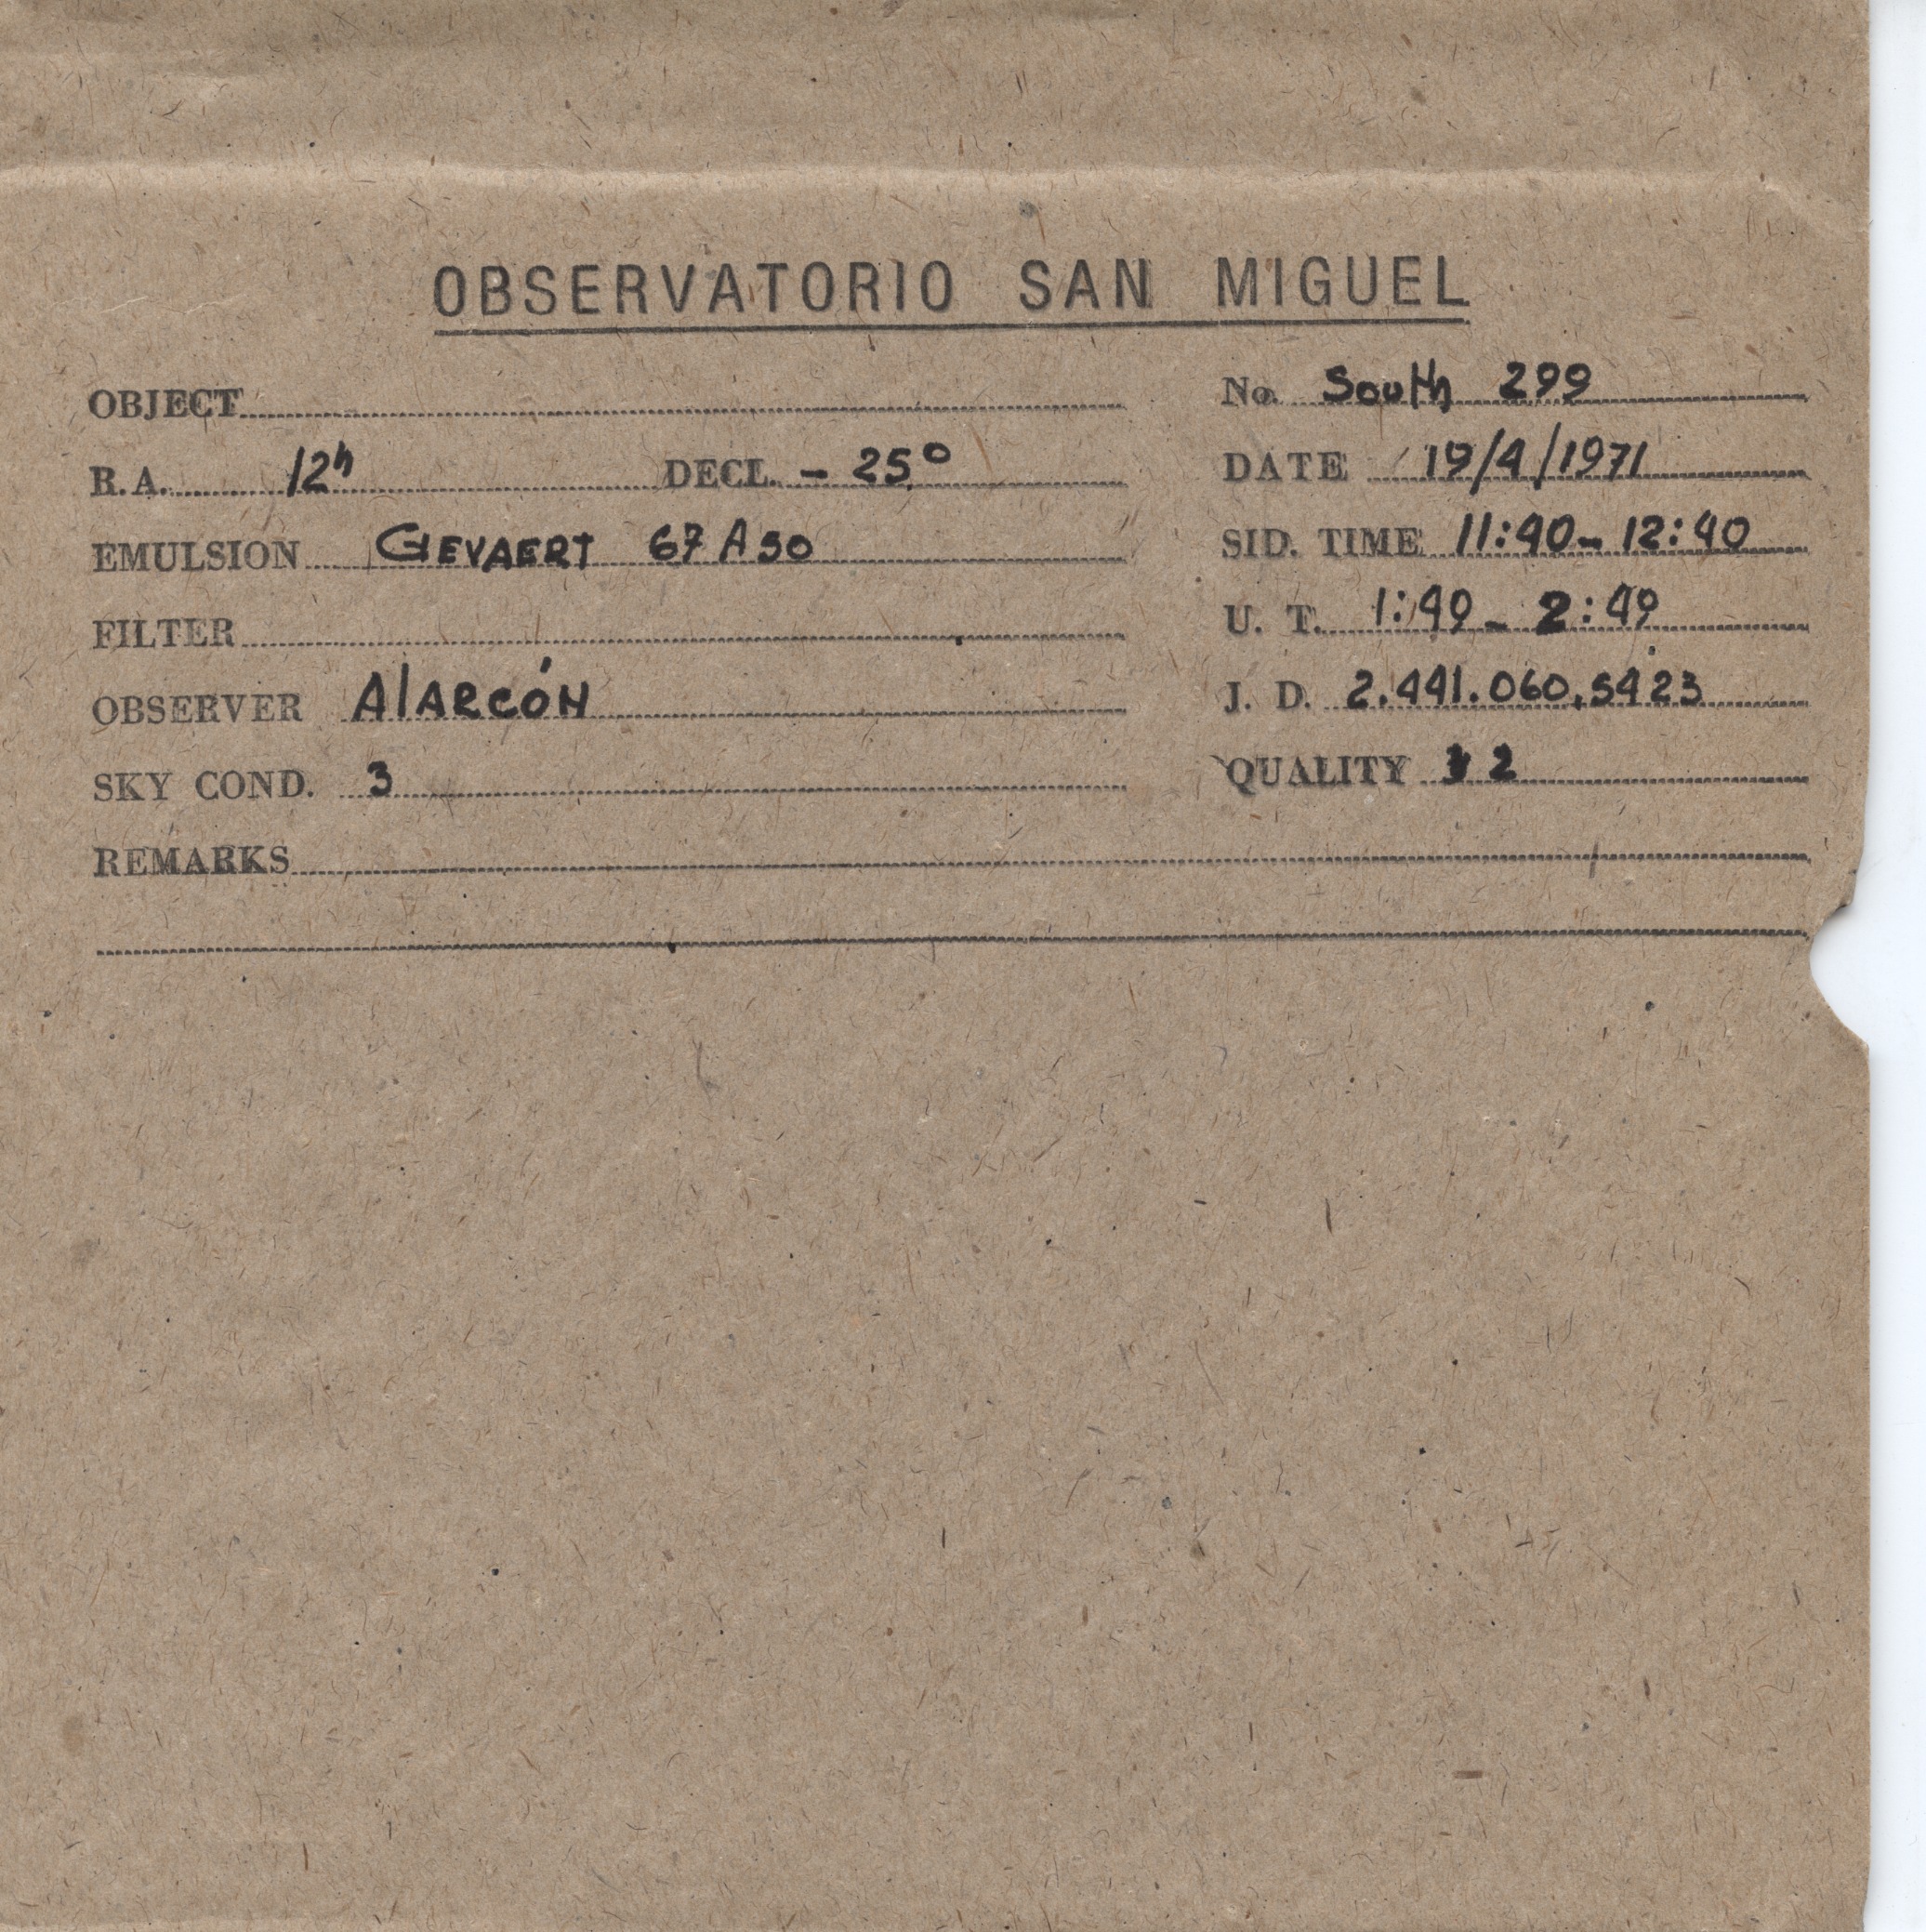 OBSERVATORIO SAN MIGUEL
OBJECT No. South 299
R.A. 12h DECL. - 25° DATE 19/4/1971
EMULSION GEVAERT 67 A 50 SID. TIME 11:40 - 12:40
FILTER U. T. 1:49 - 2:49
OBSERVER AlARCÓN J. D. 2.441.060,5423
SKY COND. 3 QUALITY 2
REMARKS